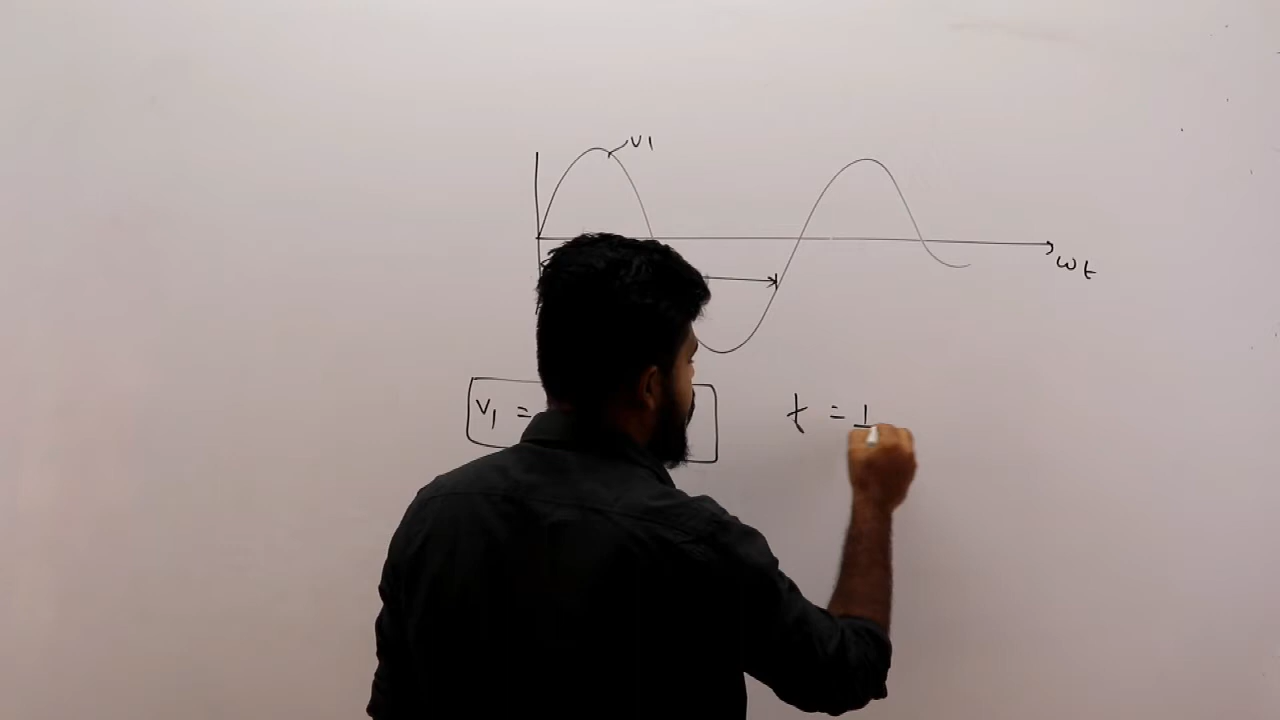 V1
ωt
V₁ =
t = 1